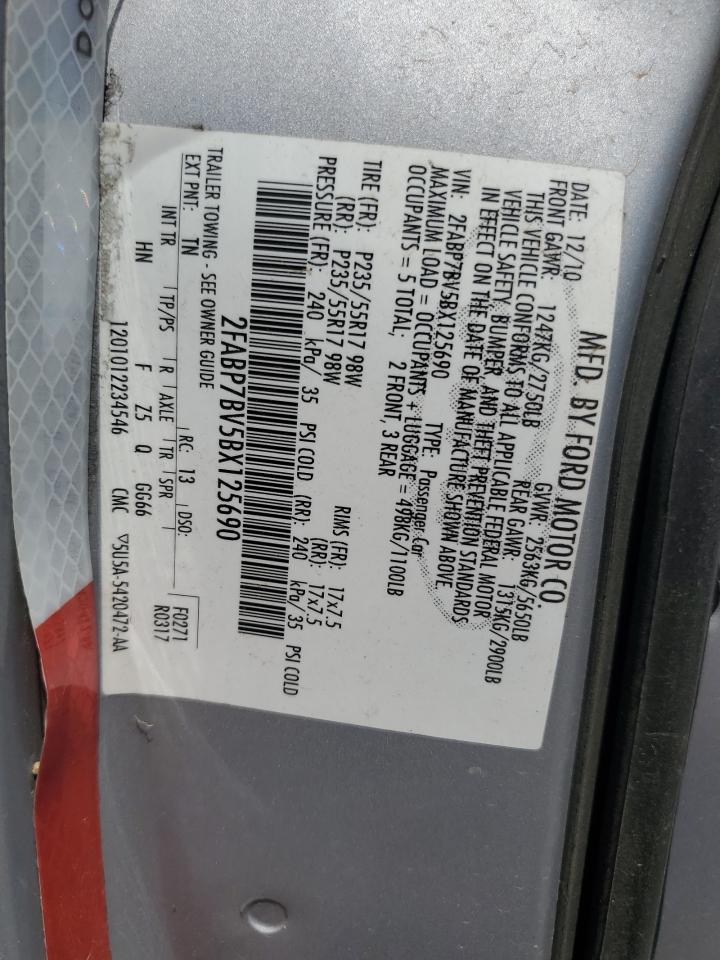 MFD. BY FORD MOTOR CO.
DATE: 12/10 GVWR: 2563KG/5650LB
FRONT GAWR: 1247KG/2750LB REAR GAWR: 1315KG/2900LB
THIS VEHICLE CONFORMS TO ALL APPLICABLE FEDERAL MOTOR
VEHICLE SAFETY, BUMPER, AND THEFT PREVENTION STANDARDS
IN EFFECT ON THE DATE OF MANUFACTURE SHOWN ABOVE.
VIN: 2FABP7BV5BX125690 TYPE: Passenger Car
MAXIMUM LOAD = OCCUPANTS + LUGGAGE = 498KG/1100LB
OCCUPANTS = 5 TOTAL; 2 FRONT, 3 REAR
TIRE (FR): P235/55R17 98W RIMS (FR): 17x7.5
(RR): P235/55R17 98W (RR): 17x7.5
PRESSURE (FR): 240 kPa/ 35 PSI COLD (RR): 240 kPa/35 PSI COLD
2FABP7BV5BX125690
TRAILER TOWING - SEE OWNER GUIDE
EXT PNT: TN RC: 13 DSO: F0271
R0317
INT TR TP/PS R AXLE TR SPR
HN F Z5 Q GG66
1201012234546 CMC ▽5U5A-5420472-AA
DO